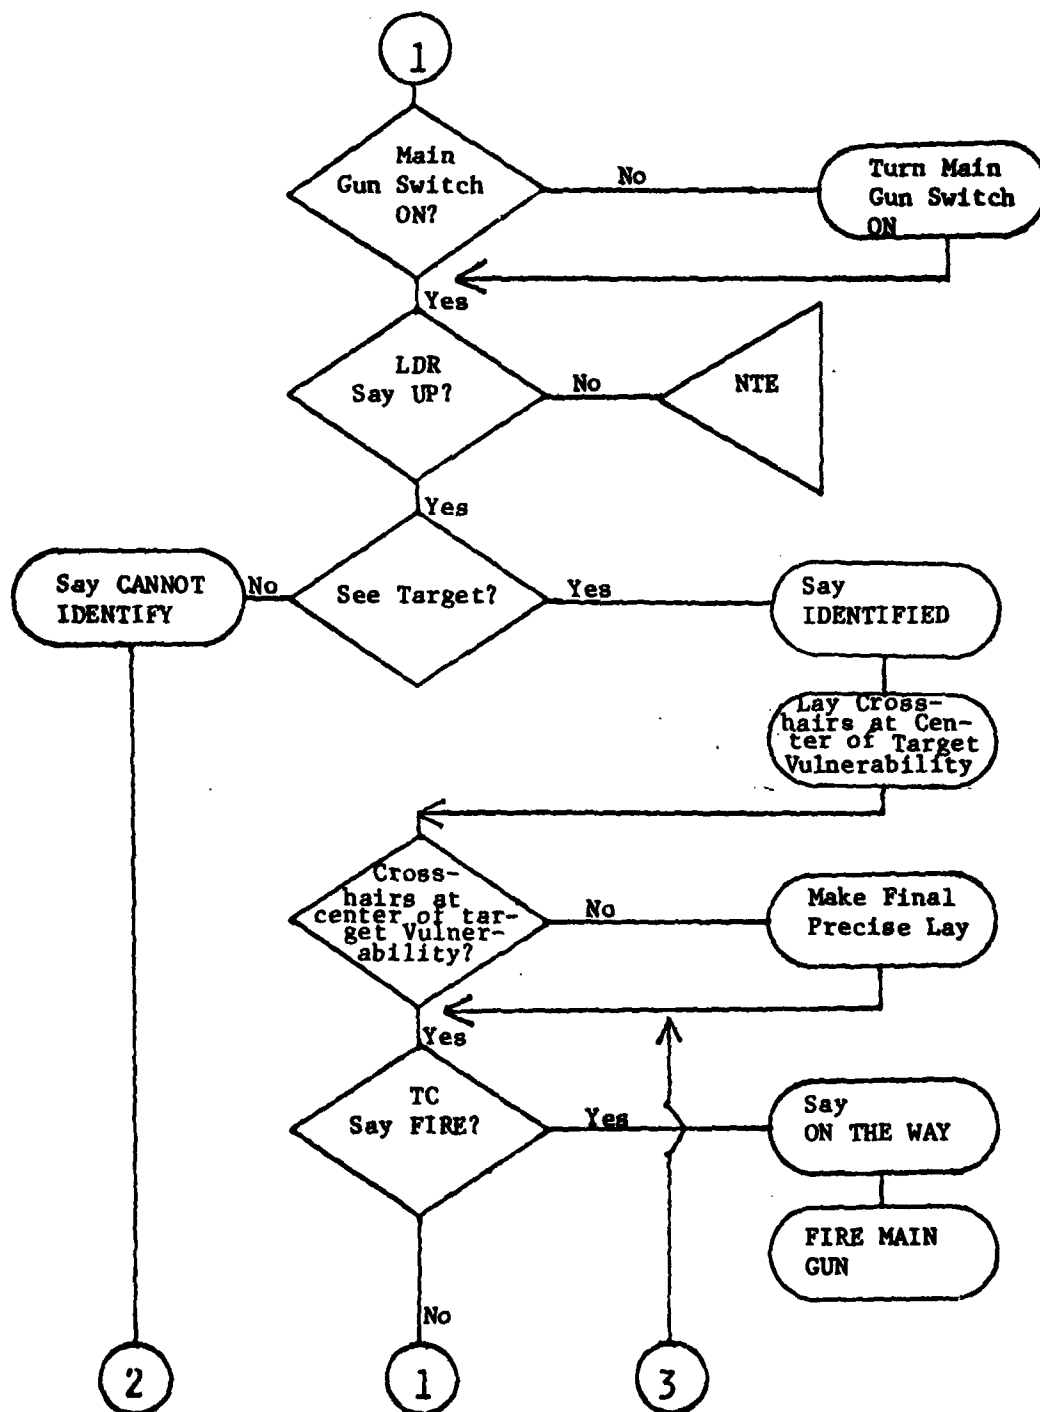 1
Main
Gun Switch
ON?
No
Turn Main
Gun Switch
ON
Yes
LDR
Say UP?
No
NTE
Yes
Say CANNOT
IDENTIFY
No
See Target?
Yes
Say
IDENTIFIED
Lay Cross-
hairs at Cen-
ter of Target
Vulnerability
Cross-
hairs at
center of tar-
get Vulner-
ability?
No
Make Final
Precise Lay
Yes
TC
Say FIRE?
Yes
Say
ON THE WAY
FIRE MAIN
GUN
No
2
1
3